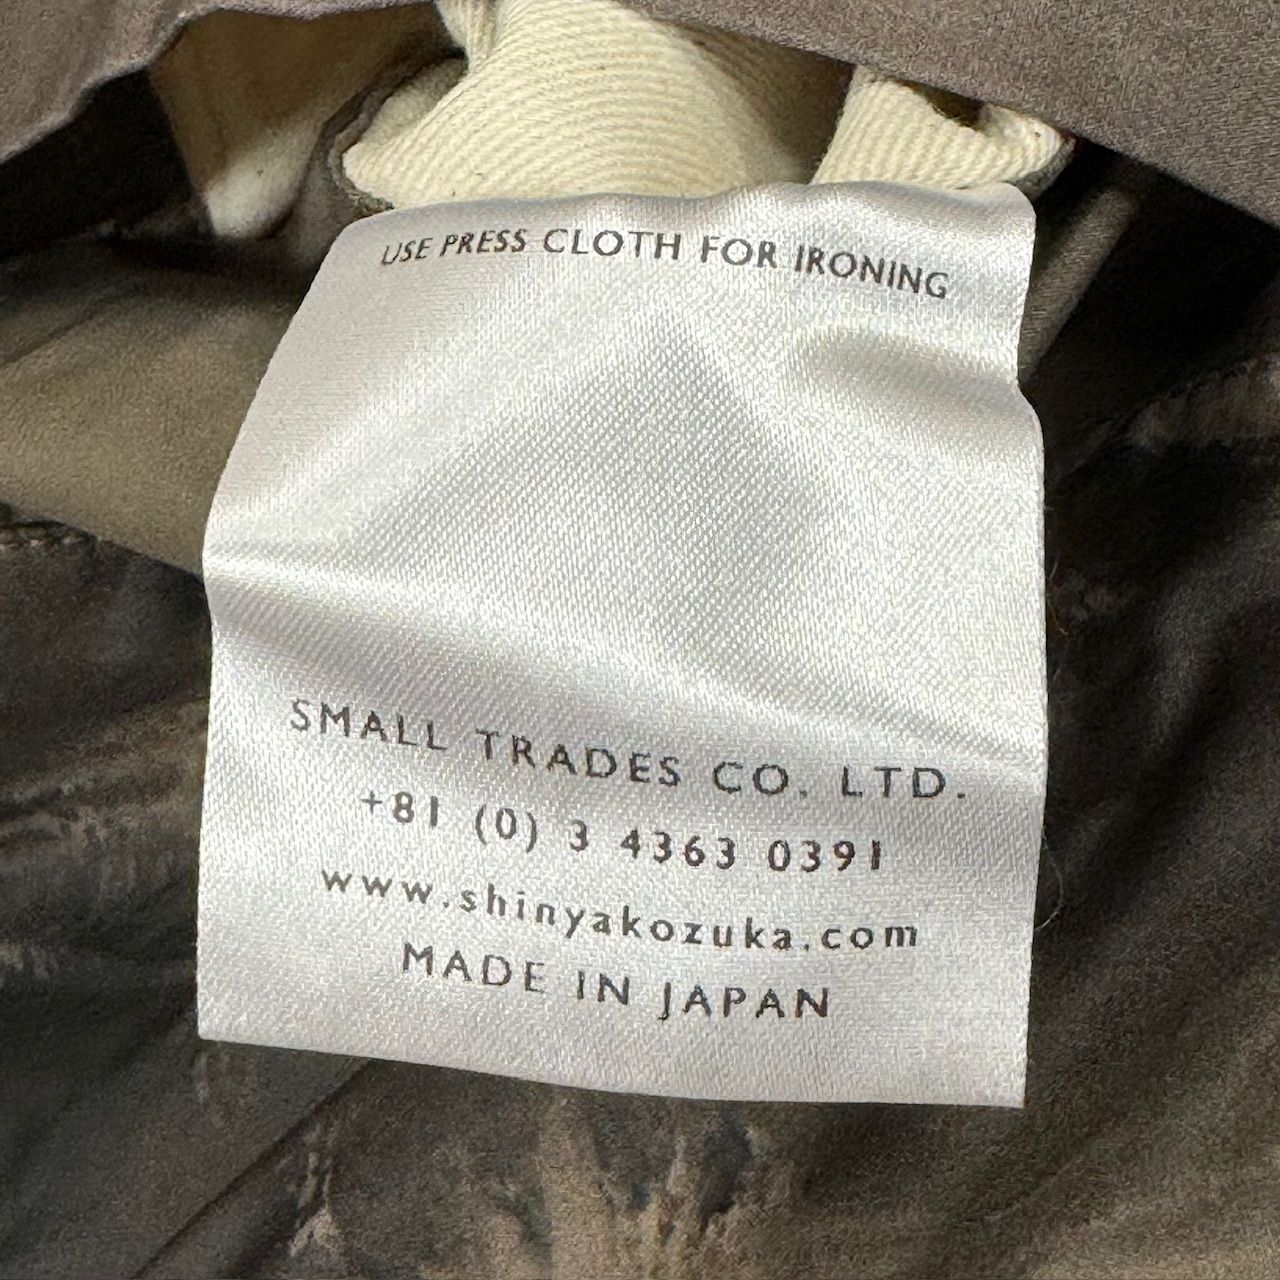 USE PRESS CLOTH FOR IRONING
SMALL TRADES CO. LTD.
+81 (0) 3 4363 0391
www.shinyakozuka.com
MADE IN JAPAN